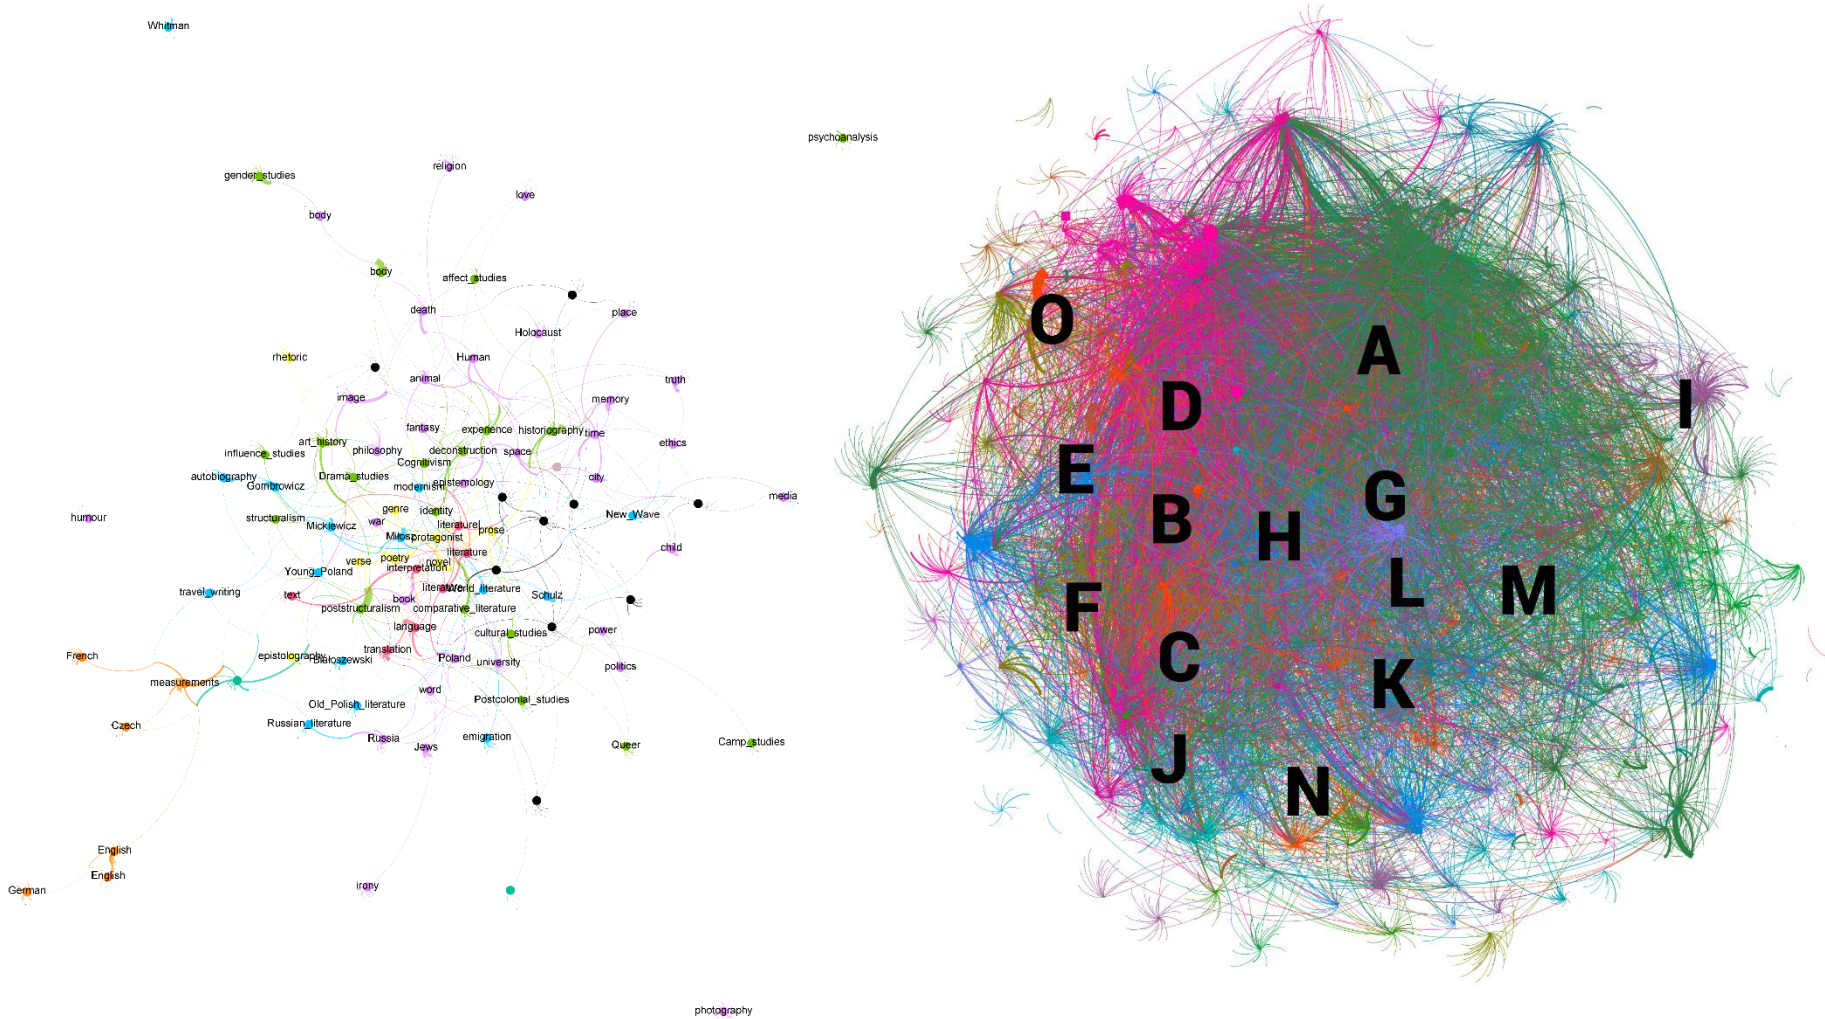 Whitman
psychoanalysis
religion
gender_studies
love
body
body
affect_studies
death
place
Holocaust
rhetoric
Human
animal
truth
image
memory
fantasy
experience
historiography
time
art_history
ethics
influence_studies
philosophy
deconstruction
space
Cognitivism
autobiography
Gombrowicz
Drama_studies
modernism
epistemology
city
media
genre
identity
New_Wave
humour
structuralism
Mickiewicz
war
literaturel
prose
Miłosz
protagonist
child
literature
verse
poetry
novel
interpretation
Young_Poland
travel_writing
text
literature
World_literature
Schulz
book
poststructuralism
comparative_literature
language
cultural_studies
power
French
epistolography
Białoszewski
translation
Poland
university
politics
measurements
word
Old_Polish_literature
Postcolonial_studies
Czech
Russian_literature
Russia
Jews
emigration
Queer
Camp_studies
English
English
German
irony
photography
O
A
D
I
E
B
G
H
F
L
M
C
K
J
N